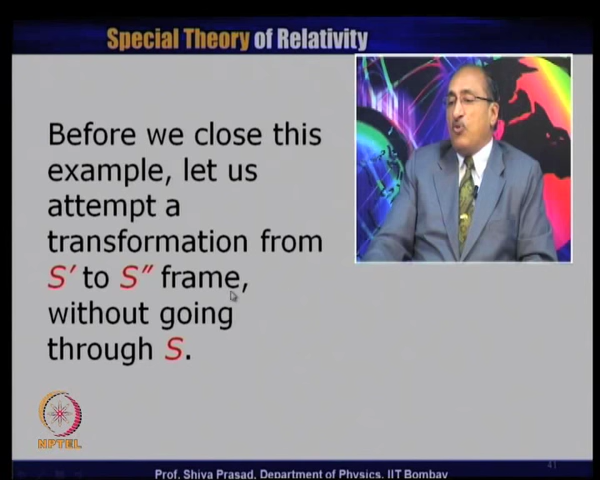 Special Theory of Relativity
Before we close this
example, let us
attempt a
transformation from
S′ to S″ frame,
without going
through S.
NPTEL
41
Prof. Shiva Prasad, Department of Physics, IIT Bombay